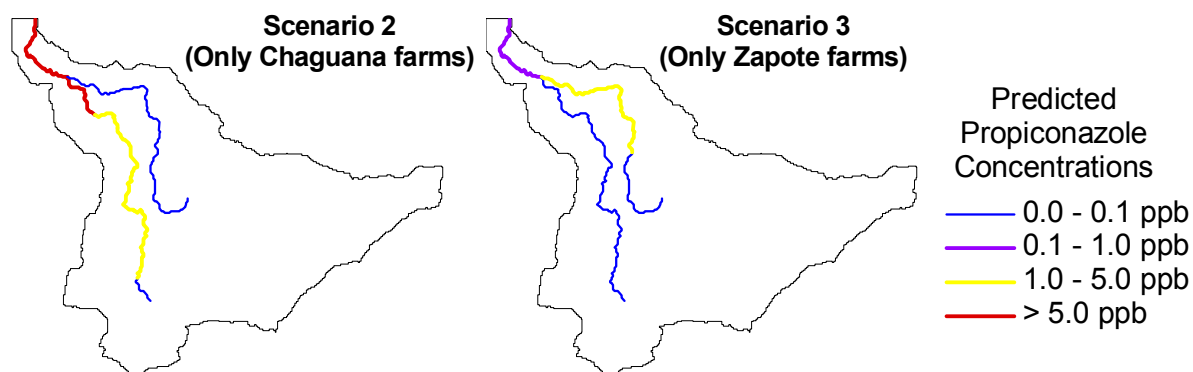 Scenario 2
(Only Chaguana farms)
Scenario 3
(Only Zapote farms)
Predicted
Propiconazole
Concentrations
0.0 - 0.1 ppb
0.1 - 1.0 ppb
1.0 - 5.0 ppb
> 5.0 ppb